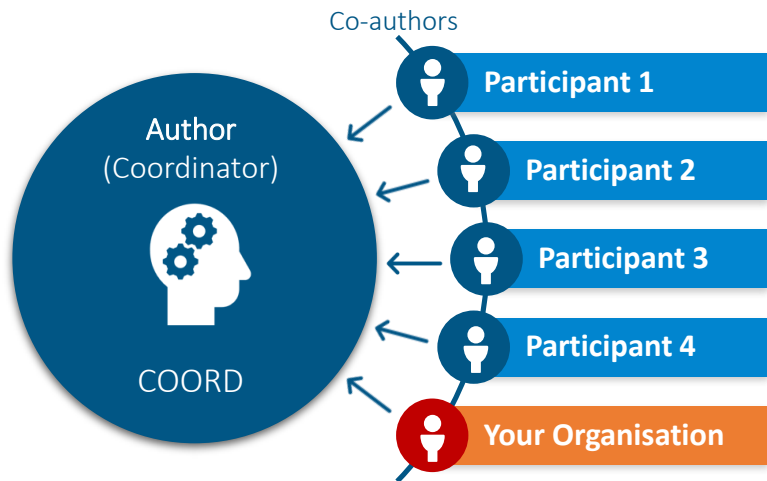 Co-authors
Author
(Coordinator)
COORD
Participant 1
Participant 2
Participant 3
Participant 4
Your Organisation